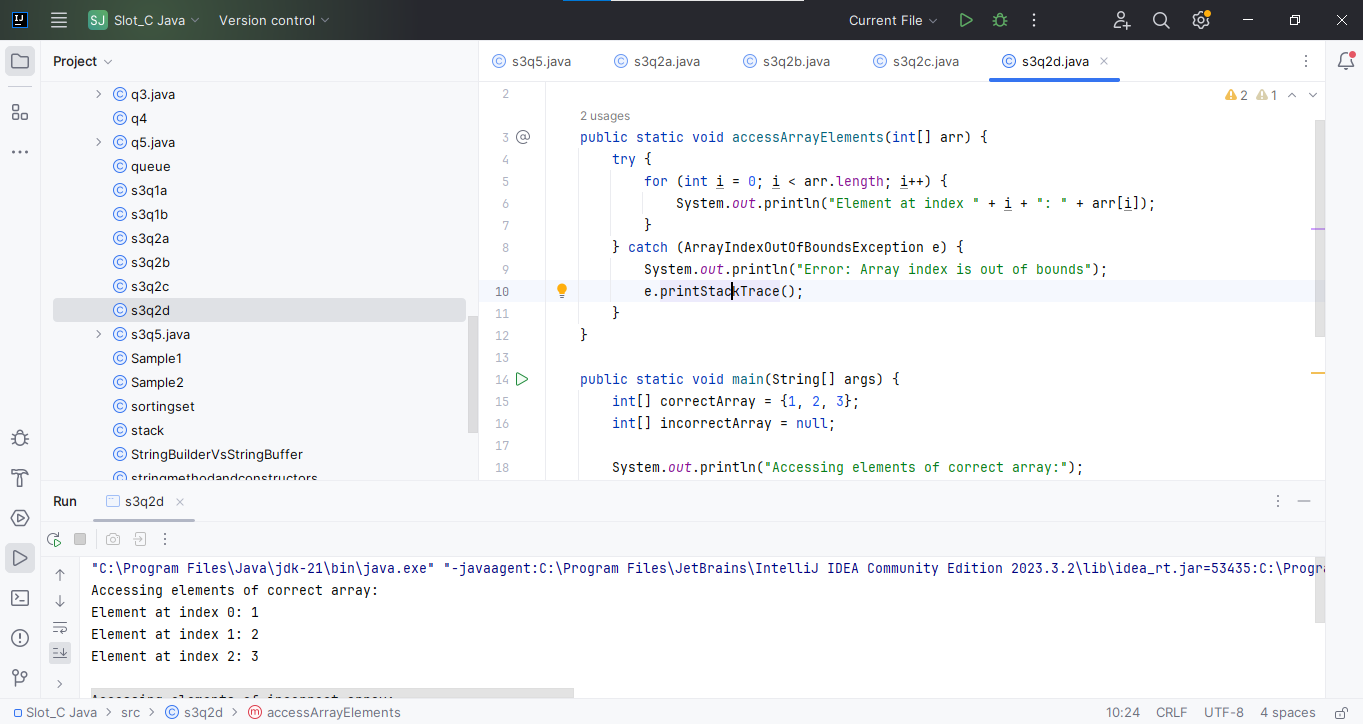 SJ Slot_C Java Version control Current File
Project
s3q5.java s3q2a.java s3q2b.java s3q2c.java s3q2d.java
q3.java
q4
q5.java
queue
s3q1a
s3q1b
s3q2a
s3q2b
s3q2c
s3q2d
s3q5.java
Sample1
Sample2
sortingset
stack
StringBuilderVsStringBuffer
stringmethodandconstructors
2 1
2
2 usages
3 public static void accessArrayElements(int[] arr) {
4 try {
5 for (int i = 0; i < arr.length; i++) {
6 System.out.println("Element at index " + i + ": " + arr[i]);
7 }
8 } catch (ArrayIndexOutOfBoundsException e) {
9 System.out.println("Error: Array index is out of bounds");
10 e.printStackTrace();
11 }
12 }
13
14 public static void main(String[] args) {
15 int[] correctArray = {1, 2, 3};
16 int[] incorrectArray = null;
17
18 System.out.println("Accessing elements of correct array:");
Run s3q2d
"C:\Program Files\Java\jdk-21\bin\java.exe" "-javaagent:C:\Program Files\JetBrains\IntelliJ IDEA Community Edition 2023.3.2\lib\idea_rt.jar=53435:C:\Progra
Accessing elements of correct array:
Element at index 0: 1
Element at index 1: 2
Element at index 2: 3
Accessing elements of incorrect array:
Slot_C Java src s3q2d accessArrayElements 10:24 CRLF UTF-8 4 spaces